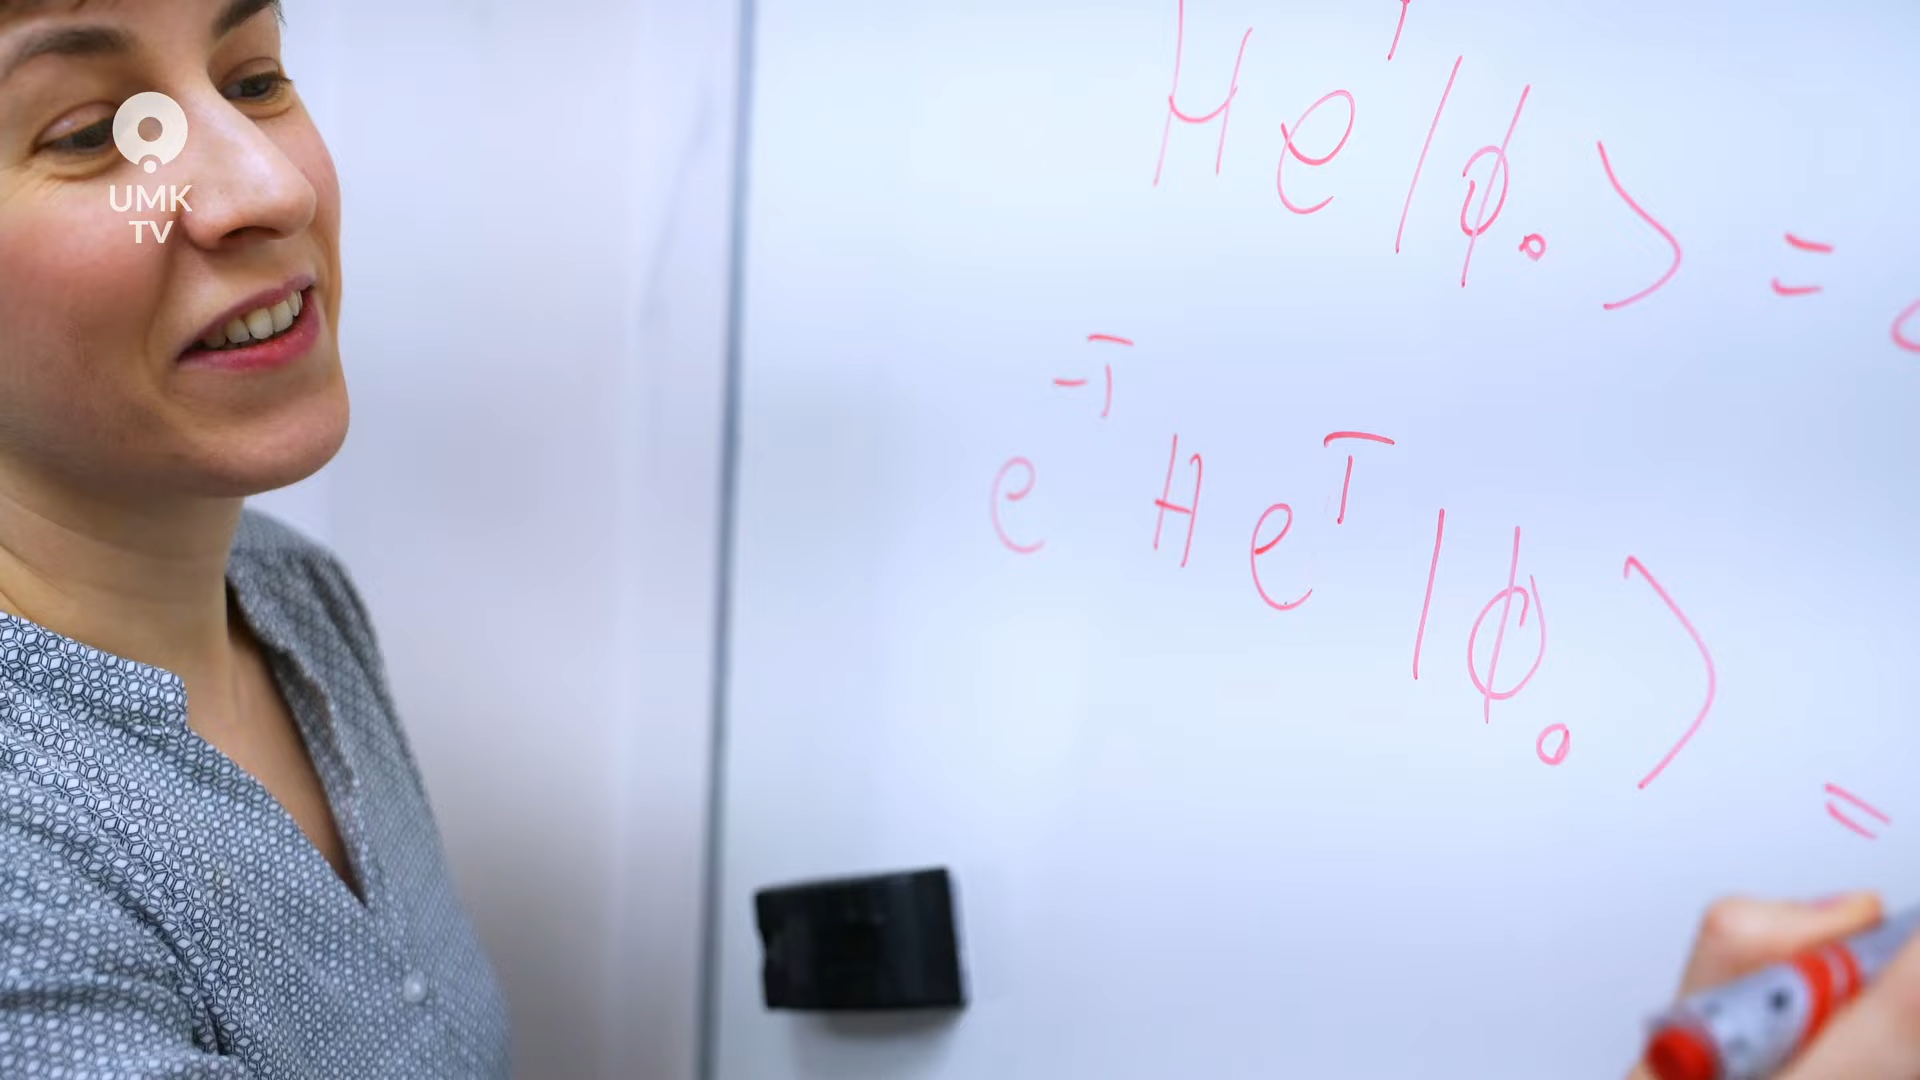 UMK
TV
He^T|ϕ₀⟩ =
e^-T He^T|ϕ₀⟩ =